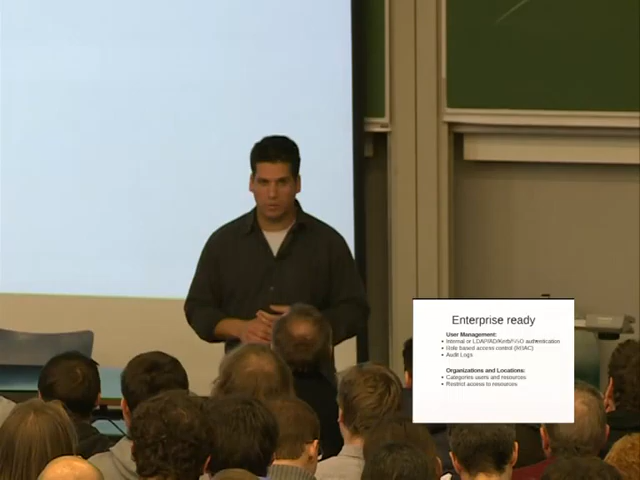 Enterprise ready
User Management:
• Internal or LDAP/AD/Kerb/SSO authentication
• Role based access control (RBAC)
• Audit Logs
Organizations and Locations:
• Categories users and resources
• Restrict access to resources